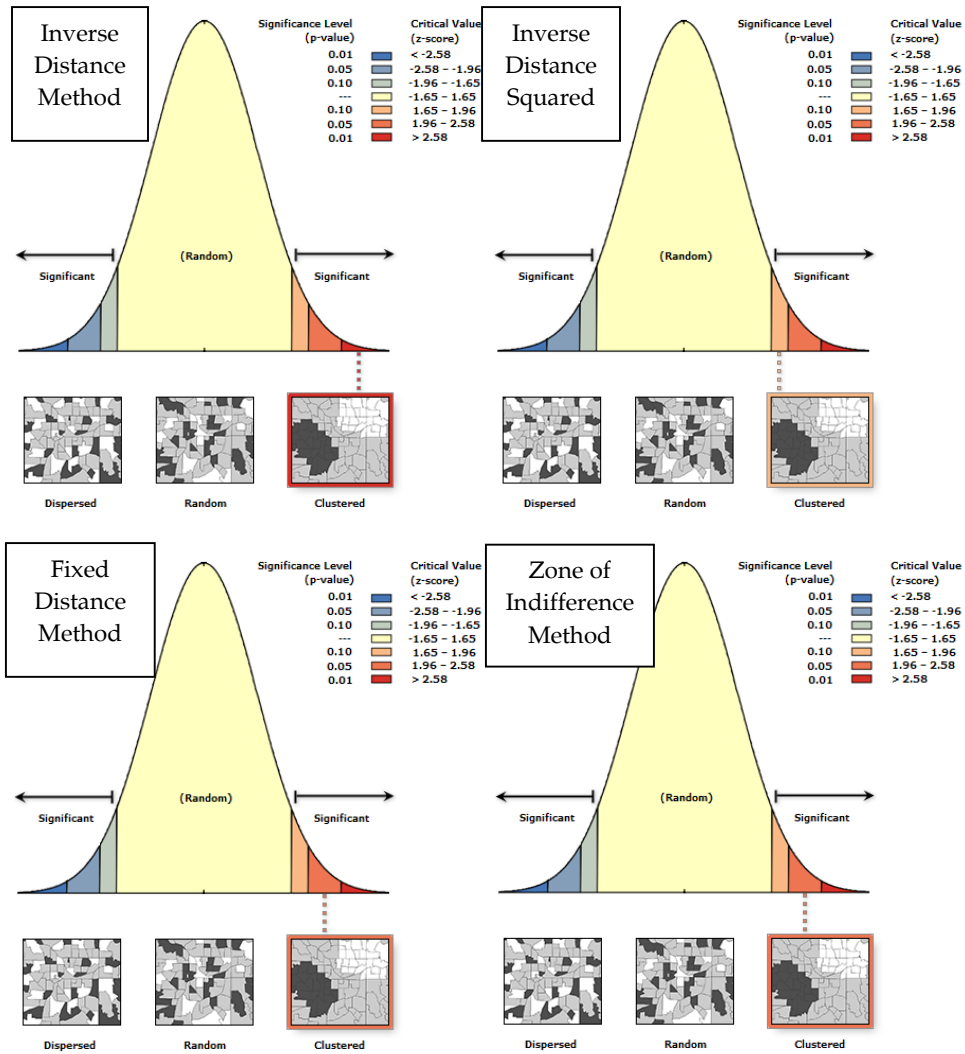 Inverse
Distance
Method
Significance Level
(p-value)
Critical Value
(z-score)
0.01 < -2.58
0.05 -2.58 – -1.96
0.10 -1.96 – -1.65
--- -1.65 – 1.65
0.10 1.65 – 1.96
0.05 1.96 – 2.58
0.01 > 2.58
(Random)
Significant
Significant
Dispersed
Random
Clustered
Inverse
Distance
Squared
Significance Level
(p-value)
Critical Value
(z-score)
0.01 < -2.58
0.05 -2.58 – -1.96
0.10 -1.96 – -1.65
--- -1.65 – 1.65
0.10 1.65 – 1.96
0.05 1.96 – 2.58
0.01 > 2.58
(Random)
Significant
Significant
Dispersed
Random
Clustered
Fixed
Distance
Method
Significance Level
(p-value)
Critical Value
(z-score)
0.01 < -2.58
0.05 -2.58 – -1.96
0.10 -1.96 – -1.65
--- -1.65 – 1.65
0.10 1.65 – 1.96
0.05 1.96 – 2.58
0.01 > 2.58
(Random)
Significant
Significant
Dispersed
Random
Clustered
Zone of
Indifference
Method
Significance Level
(p-value)
Critical Value
(z-score)
0.01 < -2.58
0.05 -2.58 – -1.96
0.10 -1.96 – -1.65
--- -1.65 – 1.65
0.10 1.65 – 1.96
0.05 1.96 – 2.58
0.01 > 2.58
(Random)
Significant
Significant
Dispersed
Random
Clustered